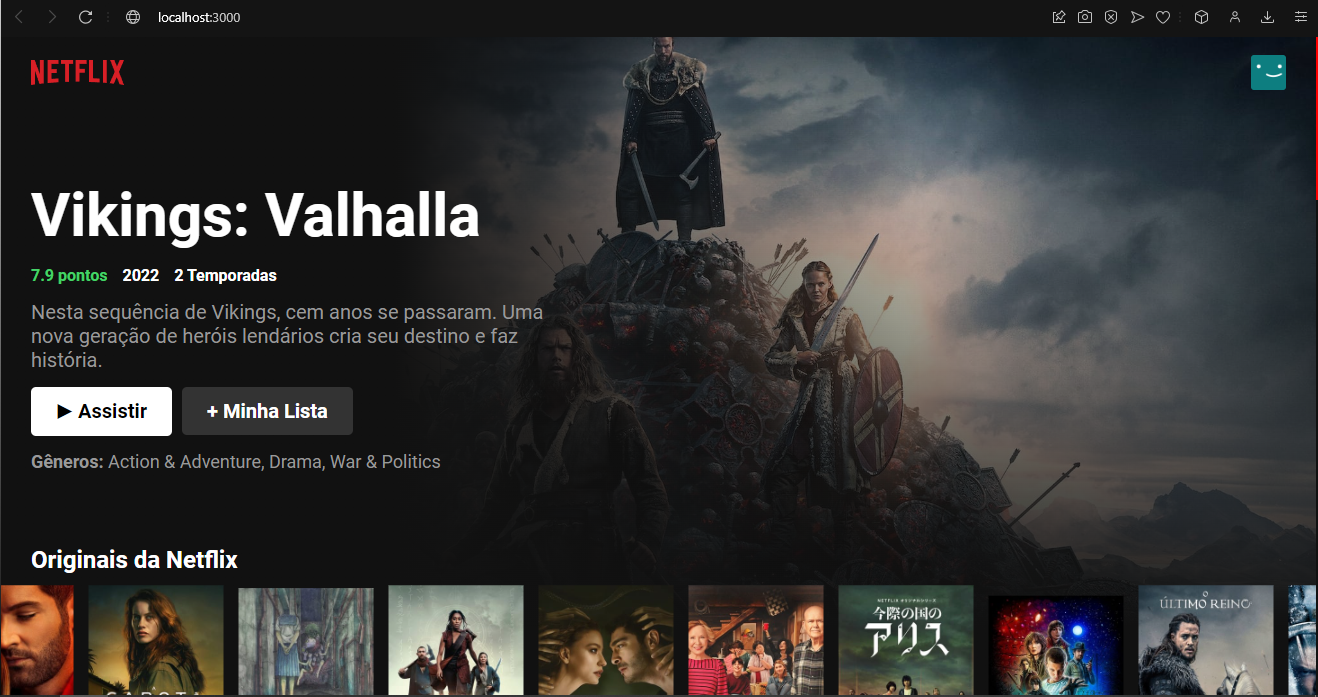 localhost:3000
NETFLIX
Vikings: Valhalla
7.9 pontos 2022 2 Temporadas
Nesta sequência de Vikings, cem anos se passaram. Uma
nova geração de heróis lendários cria seu destino e faz
história.
Assistir + Minha Lista
Gêneros: Action & Adventure, Drama, War & Politics
Originais da Netflix
今際の国の
アリス
ÚLTIMO REINO